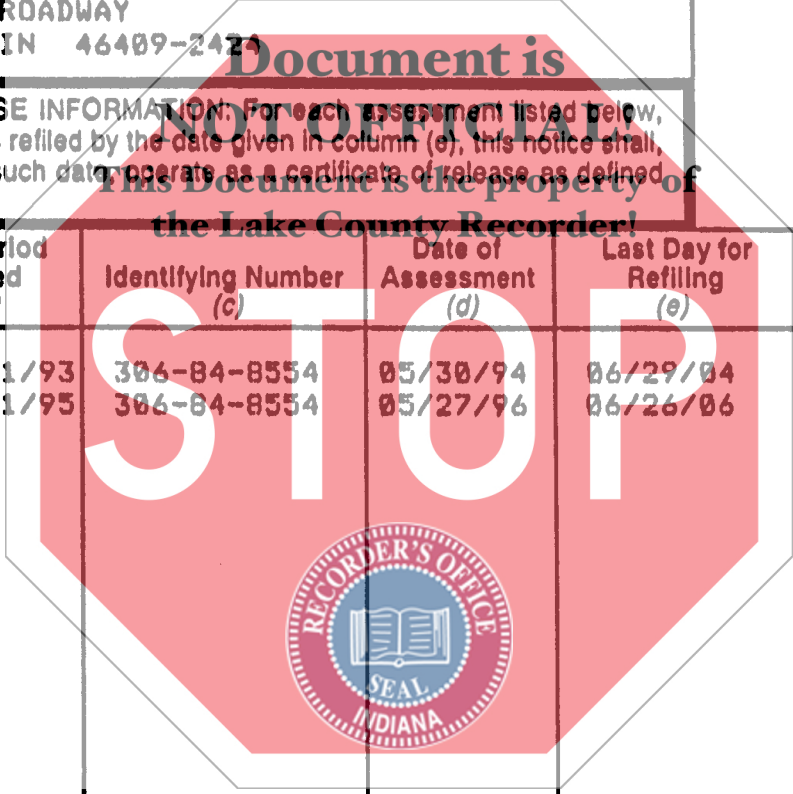 ROADWAY
IN 46409-2424
Document is
SE INFORMATION: For each assessment listed below,
NOT OFFICIAL!
refiled by the date given in column (e), this notice shall,
such date, operate as a certificate of release as defined
This Document is the property of
the Lake County Recorder!
riod
ed
Identifying Number
(c)
Date of
Assessment
(d)
Last Day for
Refiling
(e)
1/93 306-84-8554 05/30/94 06/29/04
1/95 306-84-8554 05/27/96 06/26/06
STOP
RECORDER'S OFFICE
SEAL
INDIANA